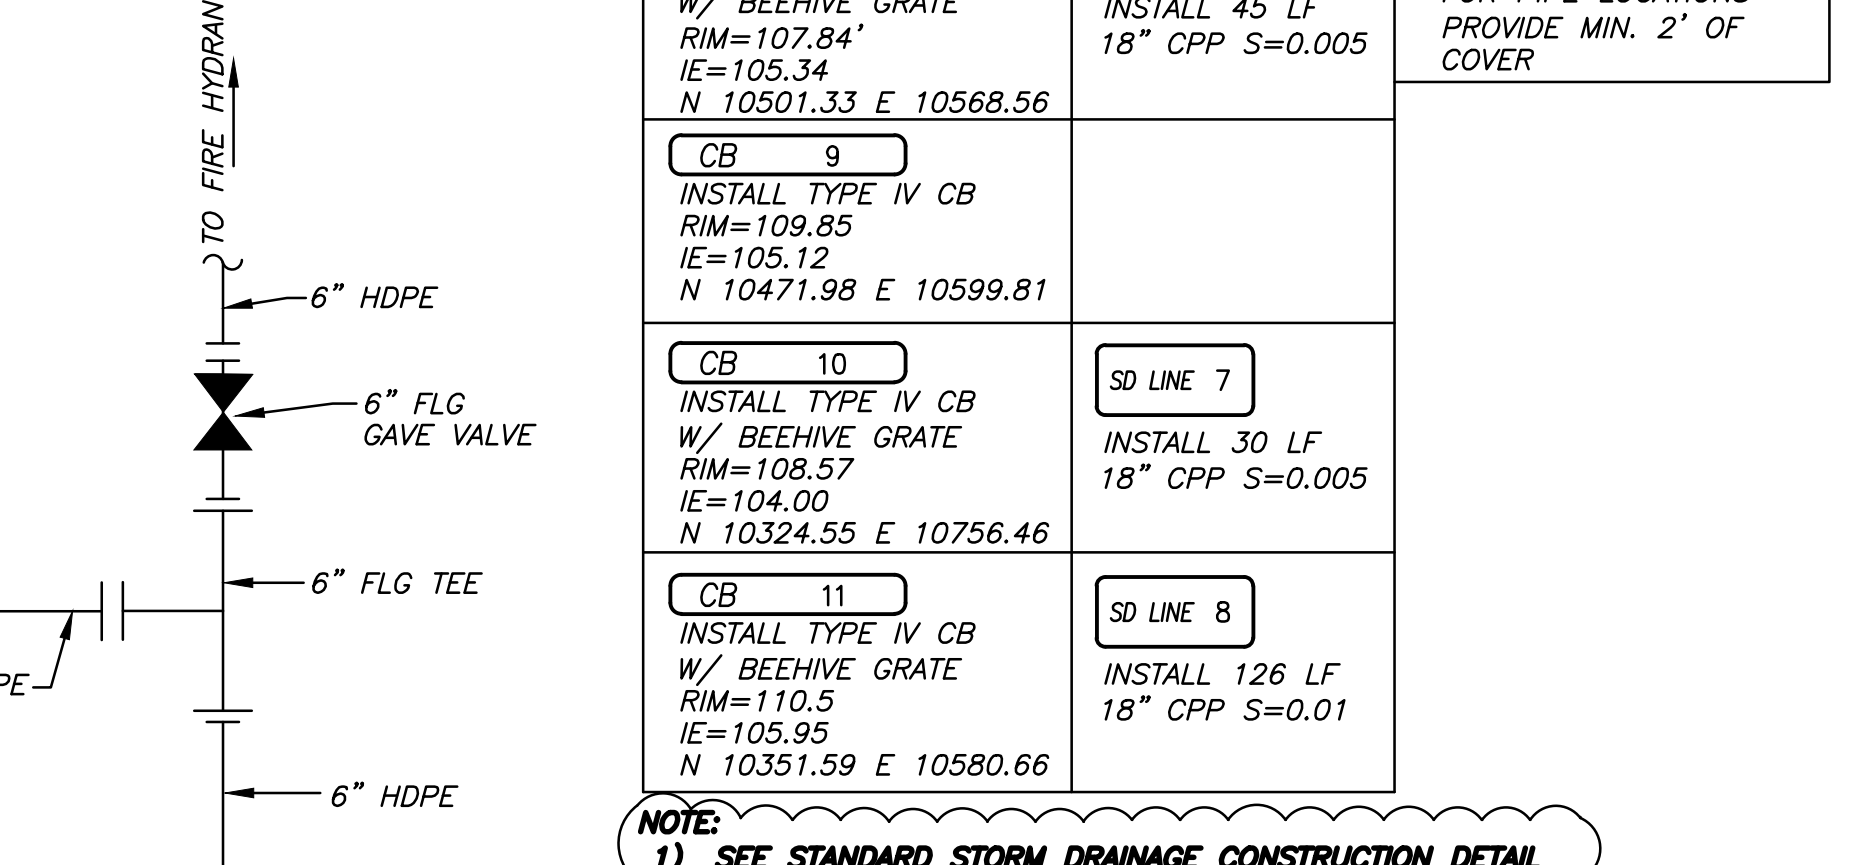 TO FIRE HYDRAN
6” HDPE
6” FLG
GAVE VALVE
6” FLG TEE
PE
6” HDPE
W/ BEEHIVE GRATE
RIM=107.84’
IE=105.34
N 10501.33 E 10568.56
INSTALL 45 LF
18” CPP S=0.005
FOR PIPE LOCATIONS
PROVIDE MIN. 2’ OF
COVER
CB 9
INSTALL TYPE IV CB
RIM=109.85
IE=105.12
N 10471.98 E 10599.81
CB 10
INSTALL TYPE IV CB
W/ BEEHIVE GRATE
RIM=108.57
IE=104.00
N 10324.55 E 10756.46
SD LINE 7
INSTALL 30 LF
18” CPP S=0.005
CB 11
INSTALL TYPE IV CB
W/ BEEHIVE GRATE
RIM=110.5
IE=105.95
N 10351.59 E 10580.66
SD LINE 8
INSTALL 126 LF
18” CPP S=0.01
NOTE:
1) SEE STANDARD STORM DRAINAGE CONSTRUCTION DETAIL